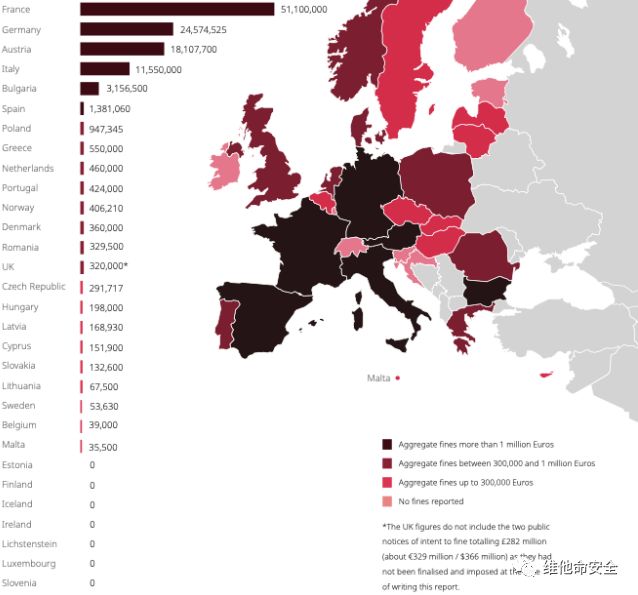 France 51,100,000
Germany 24,574,525
Austria 18,107,700
Italy 11,550,000
Bulgaria 3,156,500
Spain 1,381,060
Poland 947,345
Greece 550,000
Netherlands 460,000
Portugal 424,000
Norway 406,210
Denmark 360,000
Romania 329,500
UK 320,000*
Czech Republic 291,717
Hungary 198,000
Latvia 168,930
Cyprus 151,900
Slovakia 132,600
Lithuania 67,500
Sweden 53,630
Belgium 39,000
Malta 35,500
Estonia 0
Finland 0
Iceland 0
Ireland 0
Lichstenstein 0
Luxembourg 0
Slovenia 0
Malta
Aggregate fines more than 1 million Euros
Aggregate fines between 300,000 and 1 million Euros
Aggregate fines up to 300,000 Euros
No fines reported
*The UK figures do not include the two public
notices of intent to fine totalling £282 million
(about €329 million / $366 million) as they had
not been finalised and imposed at the
of writing this report.
维他命安全